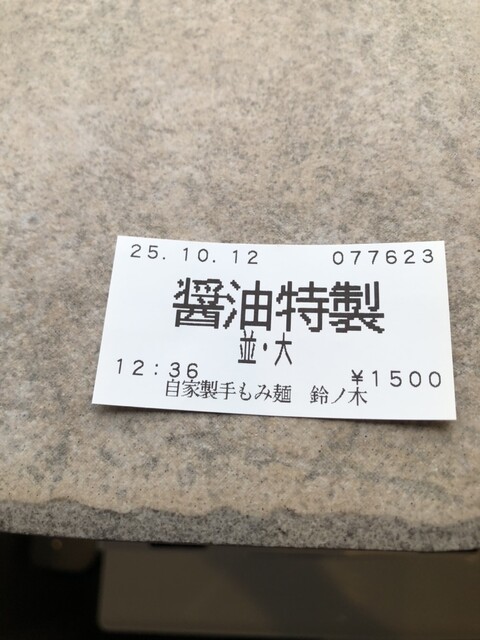 25.10.12 077623
醤油特製
並・大
12:36 ¥1500
自家製手もみ麺 鈴ノ木